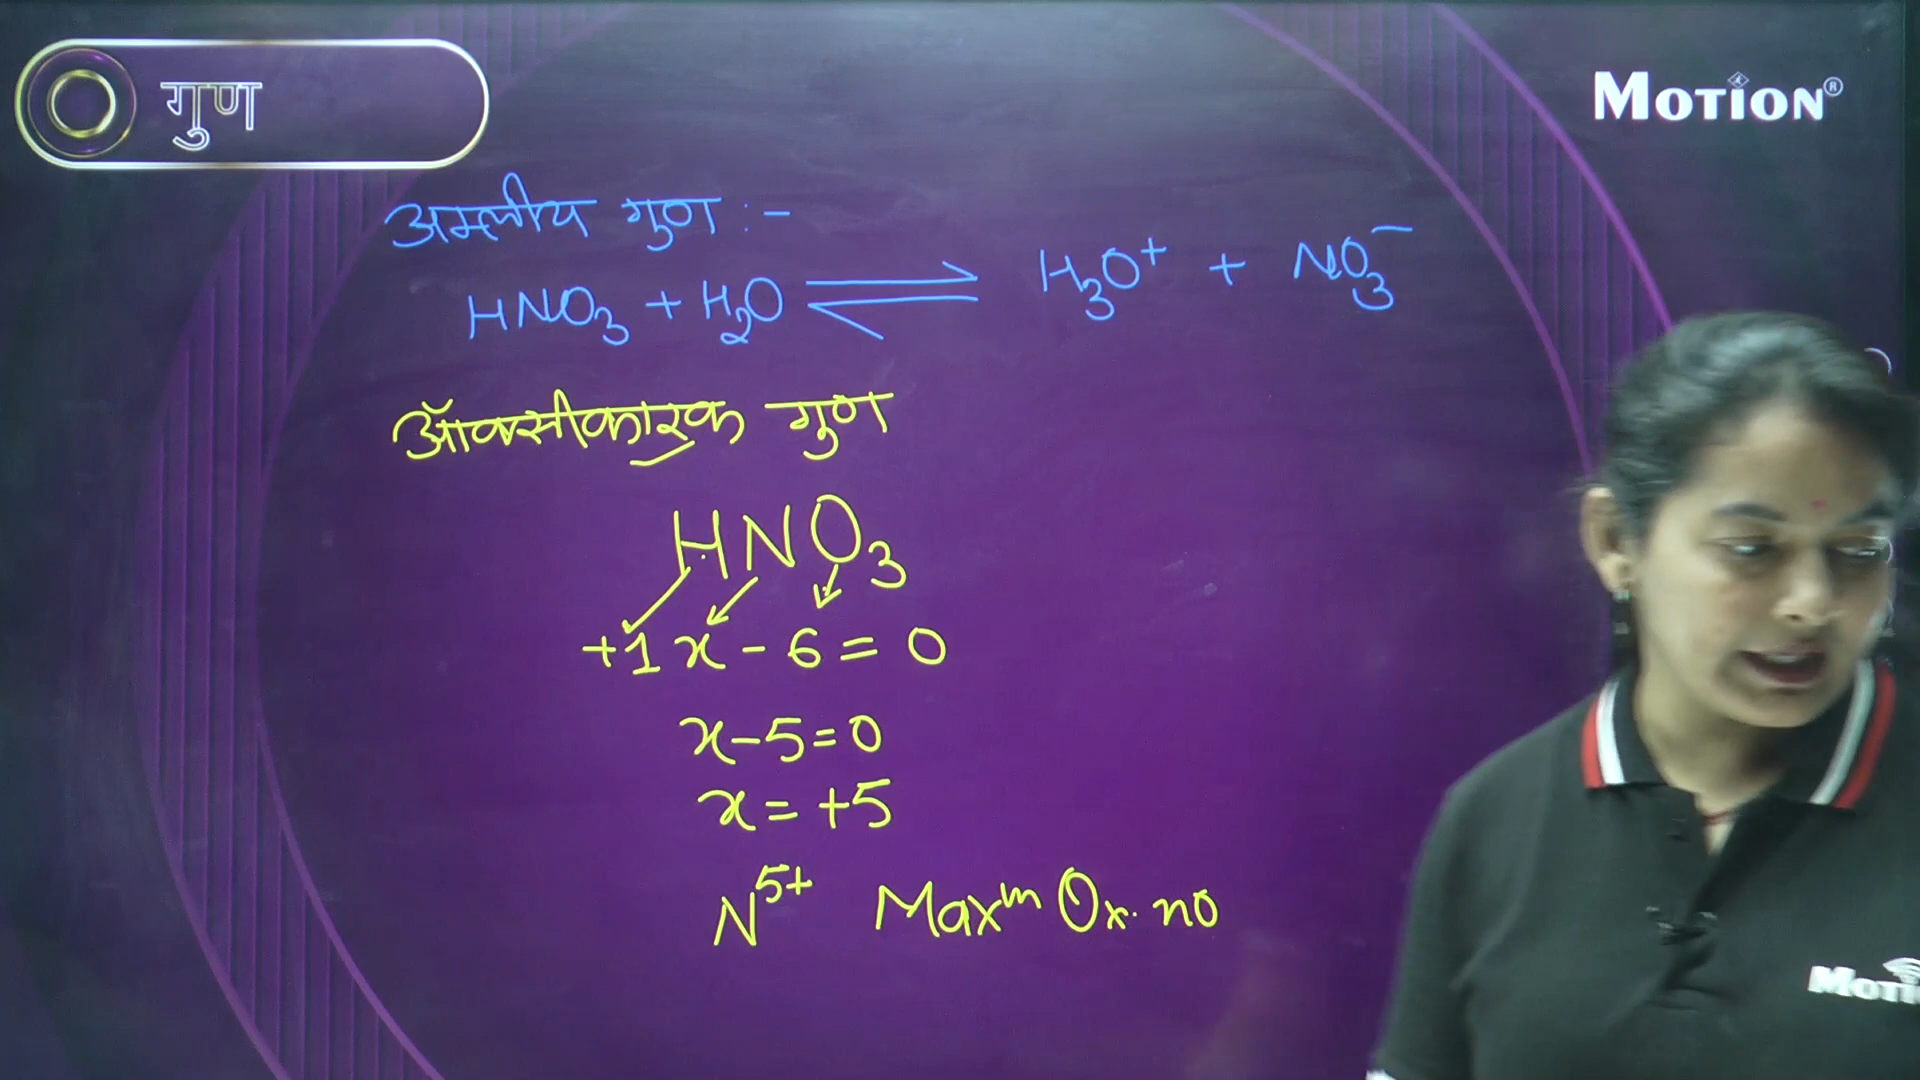 गुण
MOTION®
अम्लीय गुण :-
HNO₃ + H₂O ⇌ H₃O⁺ + NO₃⁻
ऑक्सीकारक गुण
HNO₃
+1 x - 6 = 0
x - 5 = 0
x = +5
N⁵⁺ Maxᵐ Ox. no
MOTI